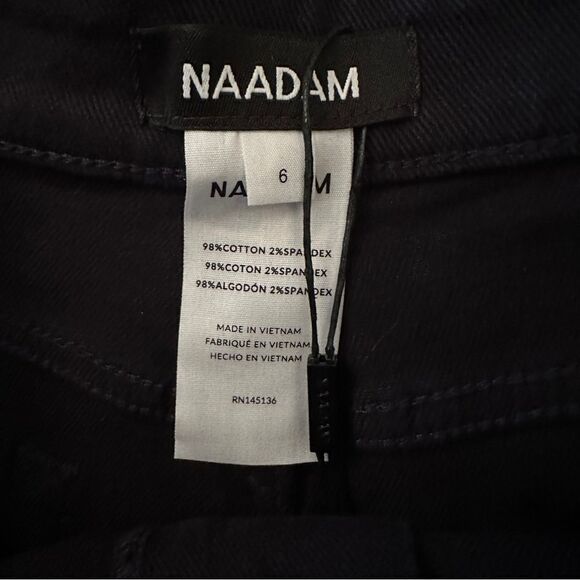 NAADAM
6
NA M
98%COTTON 2%SPANDEX
98%COTON 2%SPANDEX
98%ALGODÓN 2%SPANDEX
MADE IN VIETNAM
FABRIQUÉ EN VIETNAM
HECHO EN VIETNAM
RN145136